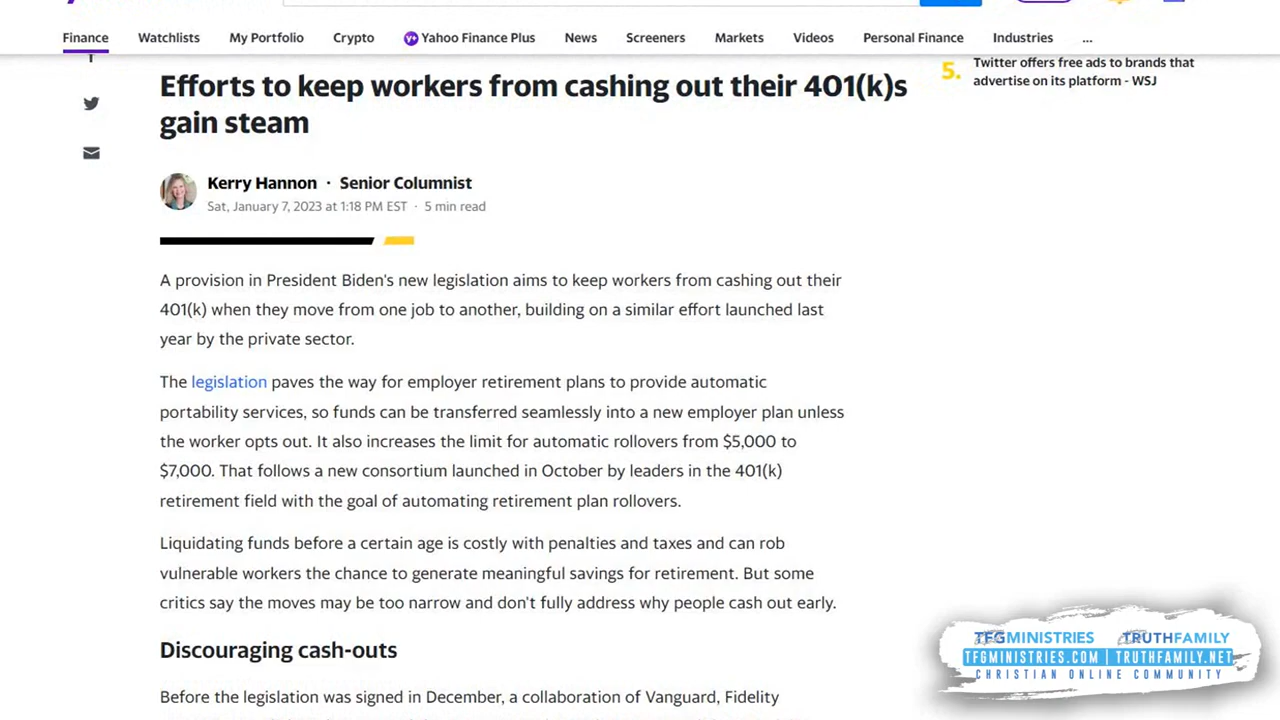 Finance Watchlists My Portfolio Crypto Yahoo Finance Plus News Screeners Markets Videos Personal Finance Industries ...
5. Twitter offers free ads to brands that
advertise on its platform - WSJ
Efforts to keep workers from cashing out their 401(k)s
gain steam
Kerry Hannon · Senior Columnist
Sat, January 7, 2023 at 1:18 PM EST · 5 min read
A provision in President Biden's new legislation aims to keep workers from cashing out their
401(k) when they move from one job to another, building on a similar effort launched last
year by the private sector.
The legislation paves the way for employer retirement plans to provide automatic
portability services, so funds can be transferred seamlessly into a new employer plan unless
the worker opts out. It also increases the limit for automatic rollovers from $5,000 to
$7,000. That follows a new consortium launched in October by leaders in the 401(k)
retirement field with the goal of automating retirement plan rollovers.
Liquidating funds before a certain age is costly with penalties and taxes and can rob
vulnerable workers the chance to generate meaningful savings for retirement. But some
critics say the moves may be too narrow and don't fully address why people cash out early.
Discouraging cash-outs
Before the legislation was signed in December, a collaboration of Vanguard, Fidelity
TFGMINISTRIES TRUTHFAMILY
TFGMINISTRIES.COM | TRUTHFAMILY.NET
CHRISTIAN ONLINE COMMUNITY